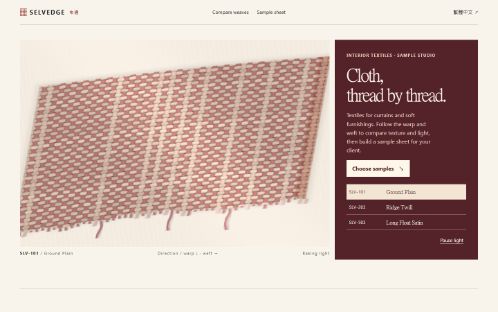 SELVEDGE
Compare weaves
Sample sheet
繁體中文 ↗
INTERIOR TEXTILES · SAMPLE STUDIO
Cloth,
thread by thread.
Textiles for curtains and soft
furnishings. Follow the warp and
weft to compare texture and light,
then build a sample sheet for your
client.
Choose samples ↘
SLV-101 Ground Plain
SLV-202 Ridge Twill
SLV-503 Long Float Satin
Pause light
SLV-101 / Ground Plain
Direction / warp ↕ · weft ↔
Raking light